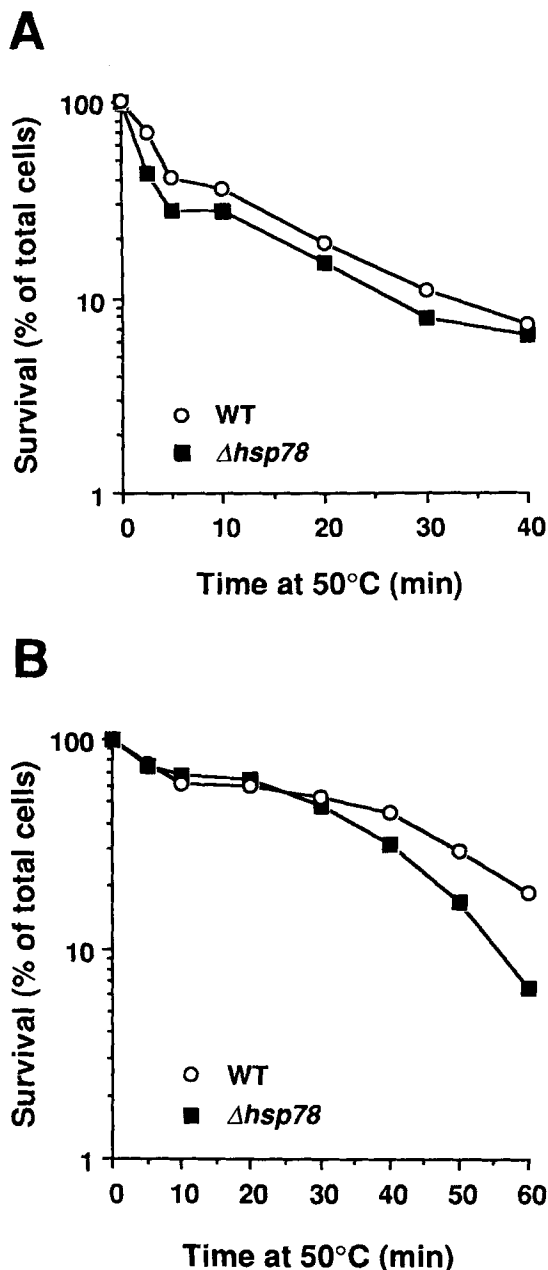 A
Survival (% of total cells)
100
10
1
WT
Δhsp78
0 10 20 30 40
Time at 50°C (min)
B
Survival (% of total cells)
100
10
1
WT
Δhsp78
0 10 20 30 40 50 60
Time at 50°C (min)